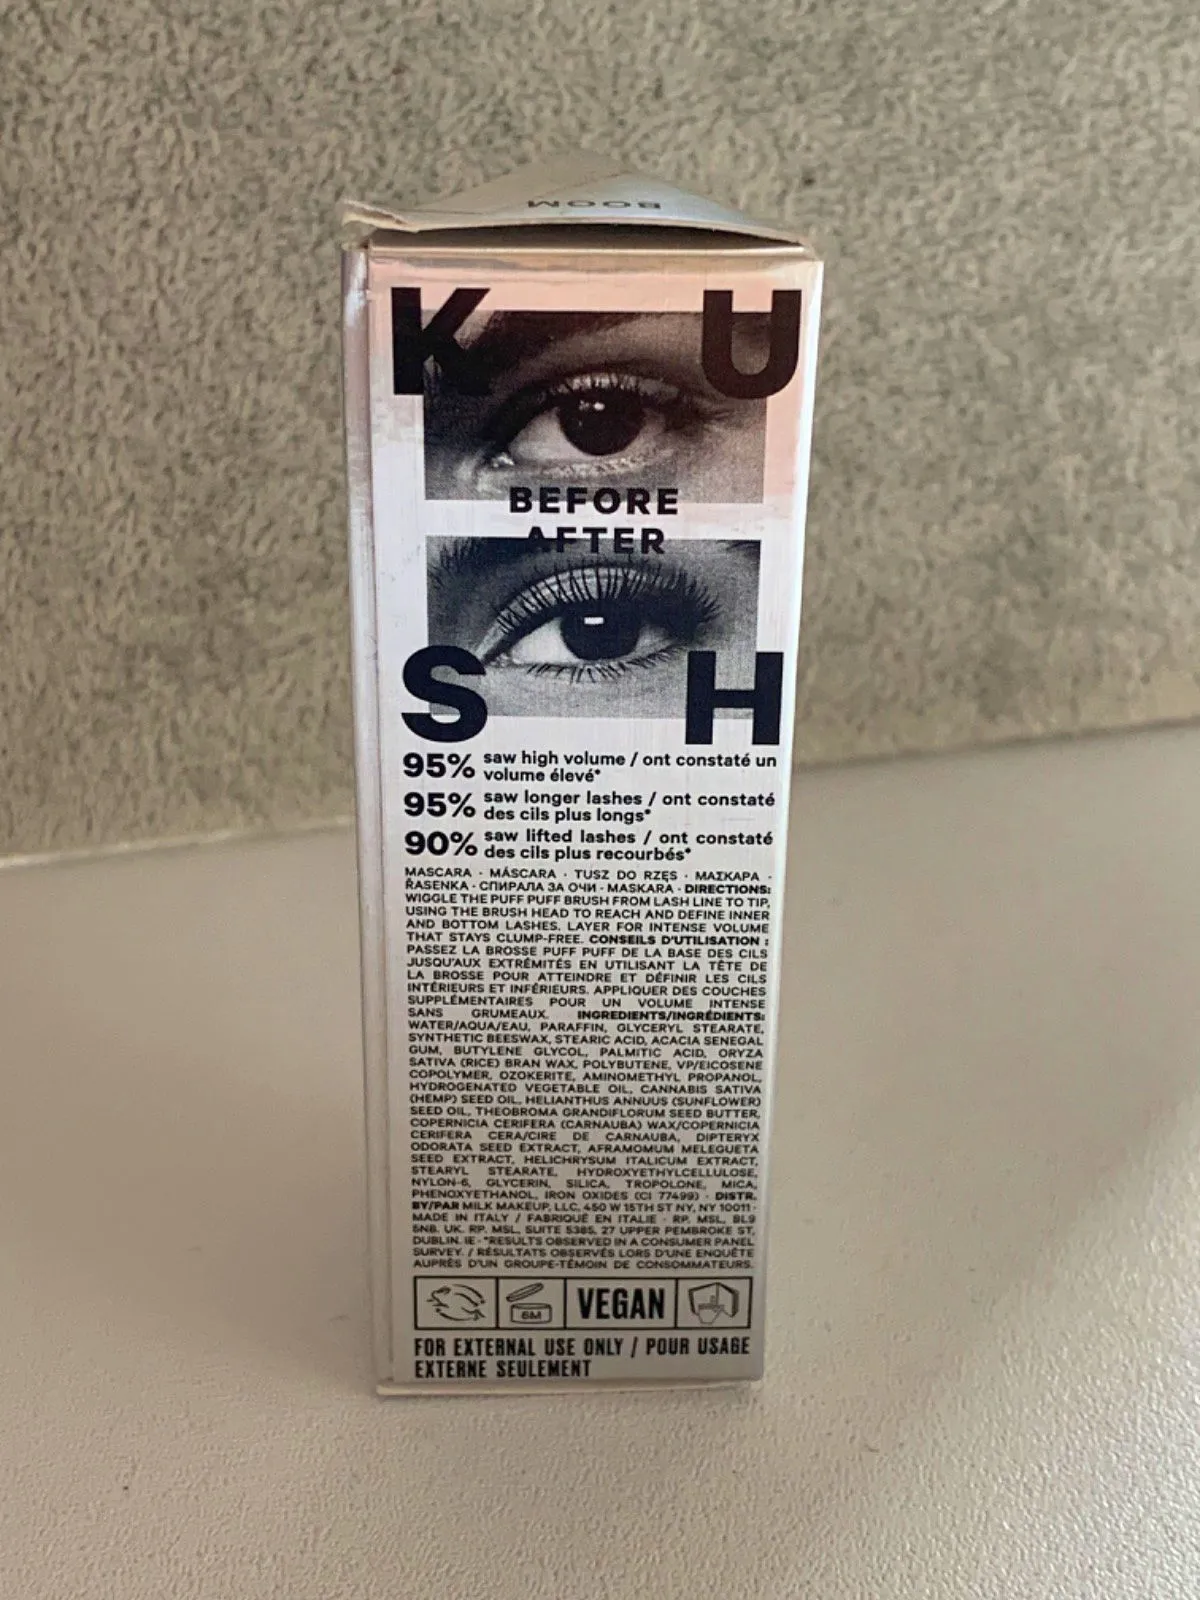 BOOM
K U
BEFORE
AFTER
S H
95% saw high volume / ont constaté un
volume élevé*
95% saw longer lashes / ont constaté
des cils plus longs*
90% saw lifted lashes / ont constaté
des cils plus recourbés*
MASCARA · MÁSCARA · TUSZ DO RZĘS · ΜΑΣΚΑΡΑ ·
ŘASENKA · СПИРАЛА ЗА ОЧИ · MASKARA · DIRECTIONS:
WIGGLE THE PUFF PUFF BRUSH FROM LASH LINE TO TIP,
USING THE BRUSH HEAD TO REACH AND DEFINE INNER
AND BOTTOM LASHES. LAYER FOR INTENSE VOLUME
THAT STAYS CLUMP-FREE. CONSEILS D'UTILISATION :
PASSEZ LA BROSSE PUFF PUFF DE LA BASE DES CILS
JUSQU'AUX EXTRÉMITÉS EN UTILISANT LA TÊTE DE
LA BROSSE POUR ATTEINDRE ET DÉFINIR LES CILS
INTÉRIEURS ET INFÉRIEURS. APPLIQUER DES COUCHES
SUPPLÉMENTAIRES POUR UN VOLUME INTENSE
SANS GRUMEAUX. INGREDIENTS/INGRÉDIENTS:
WATER/AQUA/EAU, PARAFFIN, GLYCERYL STEARATE,
SYNTHETIC BEESWAX, STEARIC ACID, ACACIA SENEGAL
GUM, BUTYLENE GLYCOL, PALMITIC ACID, ORYZA
SATIVA (RICE) BRAN WAX, POLYBUTENE, VP/EICOSENE
COPOLYMER, OZOKERITE, AMINOMETHYL PROPANOL,
HYDROGENATED VEGETABLE OIL, CANNABIS SATIVA
(HEMP) SEED OIL, HELIANTHUS ANNUUS (SUNFLOWER)
SEED OIL, THEOBROMA GRANDIFLORUM SEED BUTTER,
COPERNICIA CERIFERA (CARNAUBA) WAX/COPERNICIA
CERIFERA CERA/CIRE DE CARNAUBA, DIPTERYX
ODORATA SEED EXTRACT, AFRAMOMUM MELEGUETA
SEED EXTRACT, HELICHRYSUM ITALICUM EXTRACT,
STEARYL STEARATE, HYDROXYETHYLCELLULOSE,
NYLON-6, GLYCERIN, SILICA, TROPOLONE, MICA,
PHENOXYETHANOL, IRON OXIDES (CI 77499) · DISTR.
BY/PAR MILK MAKEUP, LLC, 450 W 15TH ST NY, NY 10011 ·
MADE IN ITALY / FABRIQUÉ EN ITALIE · RP. MSL, BL9
5NB. UK. RP. MSL, SUITE 5385, 27 UPPER PEMBROKE ST,
DUBLIN. IE · *RESULTS OBSERVED IN A CONSUMER PANEL
SURVEY. / RÉSULTATS OBSERVÉS LORS D'UNE ENQUÊTE
AUPRÈS D'UN GROUPE-TÉMOIN DE CONSOMMATEURS.
6M VEGAN
FOR EXTERNAL USE ONLY / POUR USAGE
EXTERNE SEULEMENT